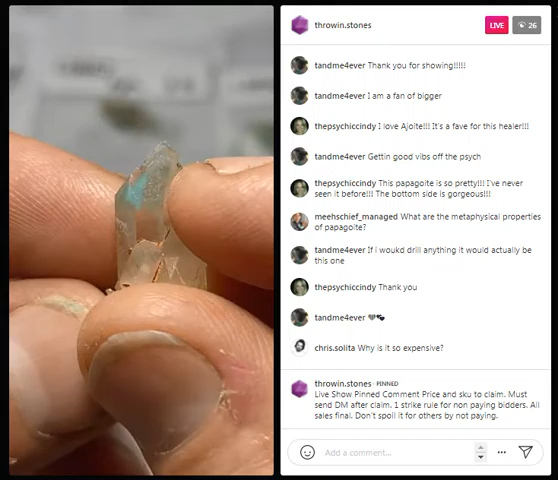 throwin.stones
LIVE
26
tandme4ever Thank you for showing!!!!!
tandme4ever I am a fan of bigger
thepsychiccindy I love Ajoite!!! It's a fave for this healer!!!
tandme4ever Gettin good vibs off the psych
thepsychiccindy This papagoite is so pretty!!! I've never
seen it before!!! The bottom side is gorgeous!!!
meehschief_managed What are the metaphysical properties
of papagoite?
tandme4ever If i woukd drill anything it would actually be
this one
thepsychiccindy Thank you
tandme4ever
chris.solita Why is it so expensive?
throwin.stones · PINNED
Live Show Pinned Comment Price and sku to claim. Must
send DM after claim. 1 strike rule for non paying bidders. All
sales final. Don't spoil it for others by not paying.
Add a comment...